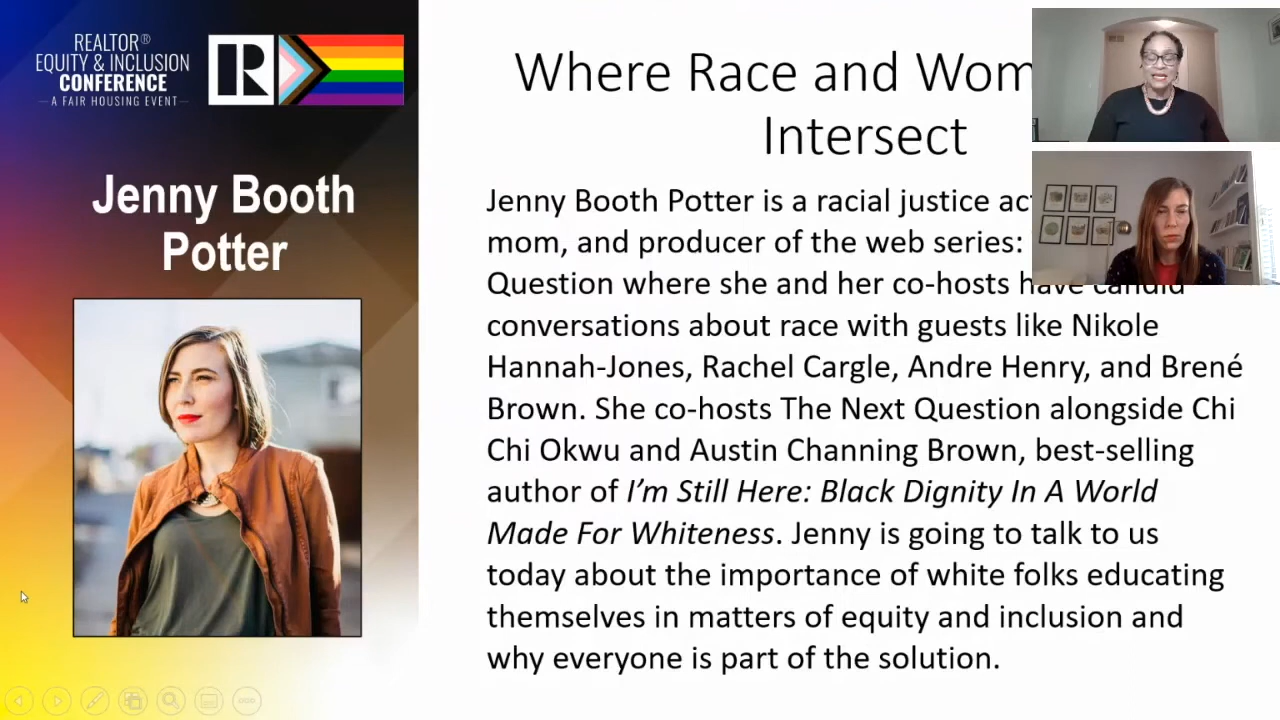 REALTOR®
EQUITY & INCLUSION
CONFERENCE
A FAIR HOUSING EVENT
R
Jenny Booth
Potter
Where Race and Wom
Intersect
Jenny Booth Potter is a racial justice act
mom, and producer of the web series:
Question where she and her co-hosts have candid
conversations about race with guests like Nikole
Hannah-Jones, Rachel Cargle, Andre Henry, and Brené
Brown. She co-hosts The Next Question alongside Chi
Chi Okwu and Austin Channing Brown, best-selling
author of I'm Still Here: Black Dignity In A World
Made For Whiteness. Jenny is going to talk to us
today about the importance of white folks educating
themselves in matters of equity and inclusion and
why everyone is part of the solution.